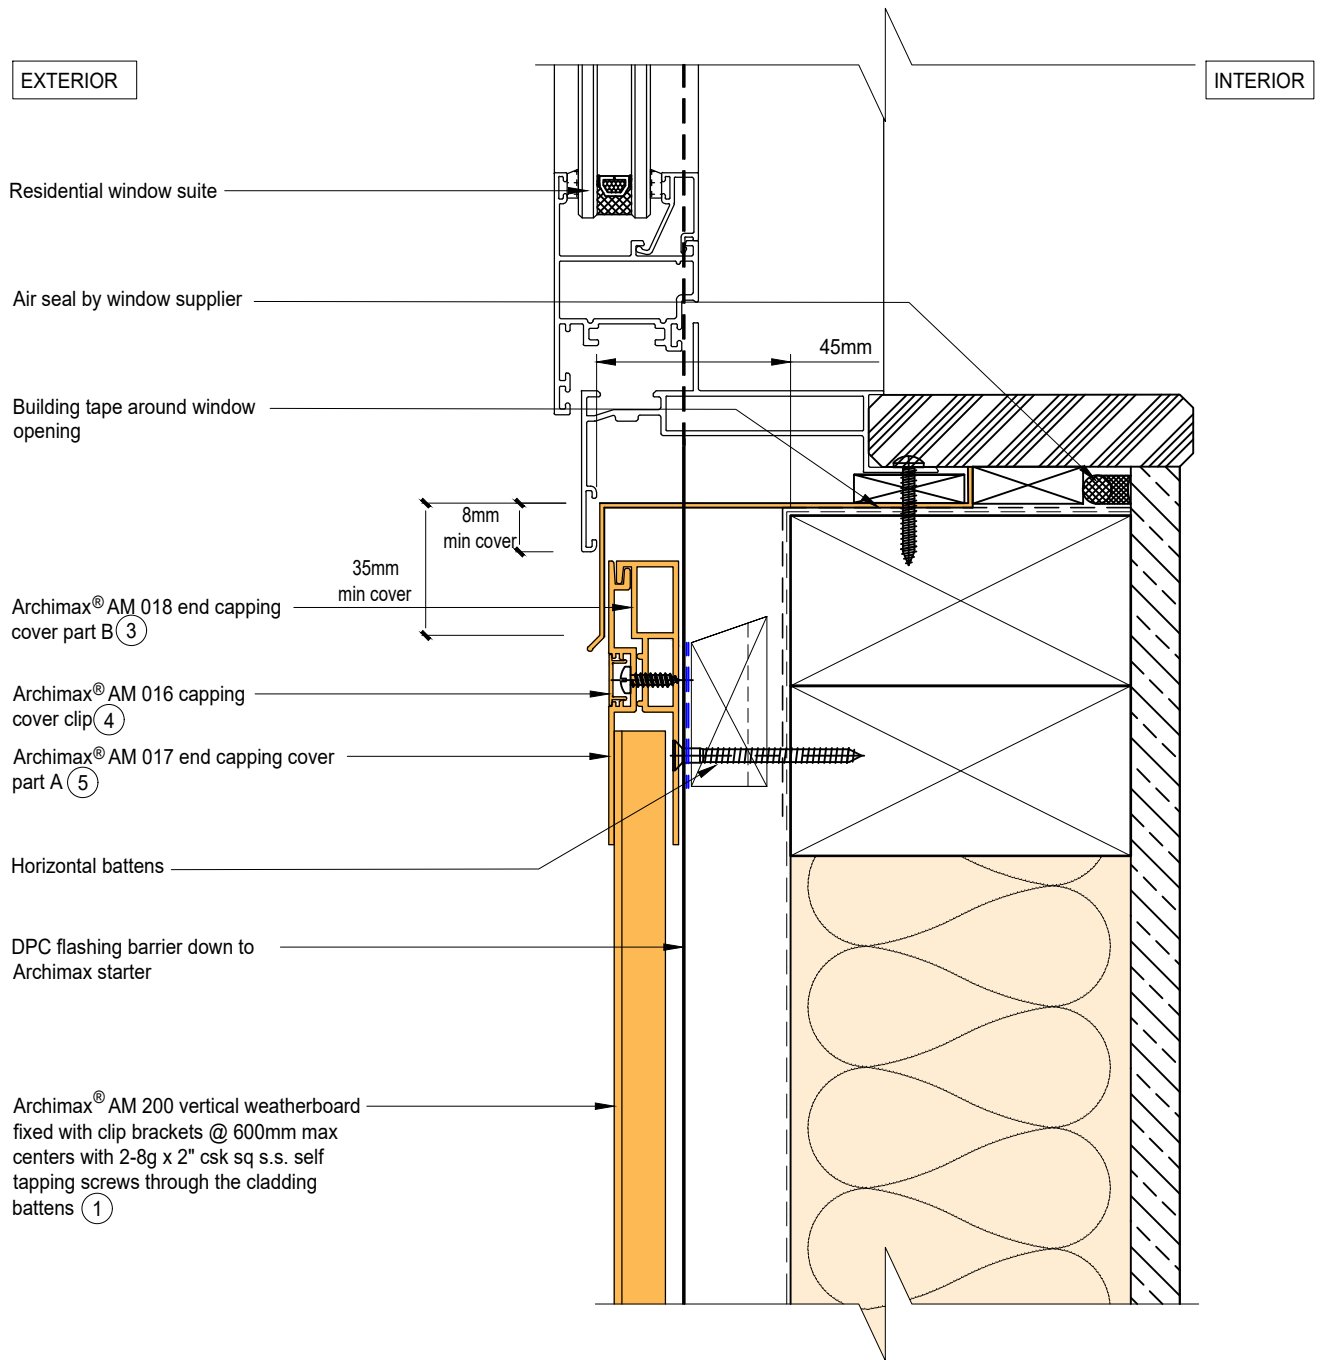 EXTERIOR
INTERIOR
Residential window suite
Air seal by window supplier
45mm
Building tape around window
opening
8mm
min cover
35mm
min cover
Archimax® AM 018 end capping
cover part B 3
Archimax® AM 016 capping
cover clip 4
Archimax® AM 017 end capping cover
part A 5
Horizontal battens
DPC flashing barrier down to
Archimax starter
Archimax® AM 200 vertical weatherboard
fixed with clip brackets @ 600mm max
centers with 2-8g x 2" csk sq s.s. self
tapping screws through the cladding
battens 1